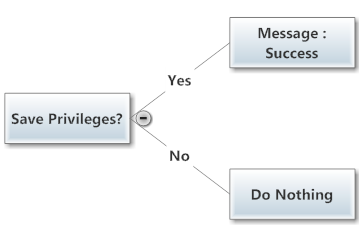 Message :
Success
Yes
Save Privileges?
No
Do Nothing